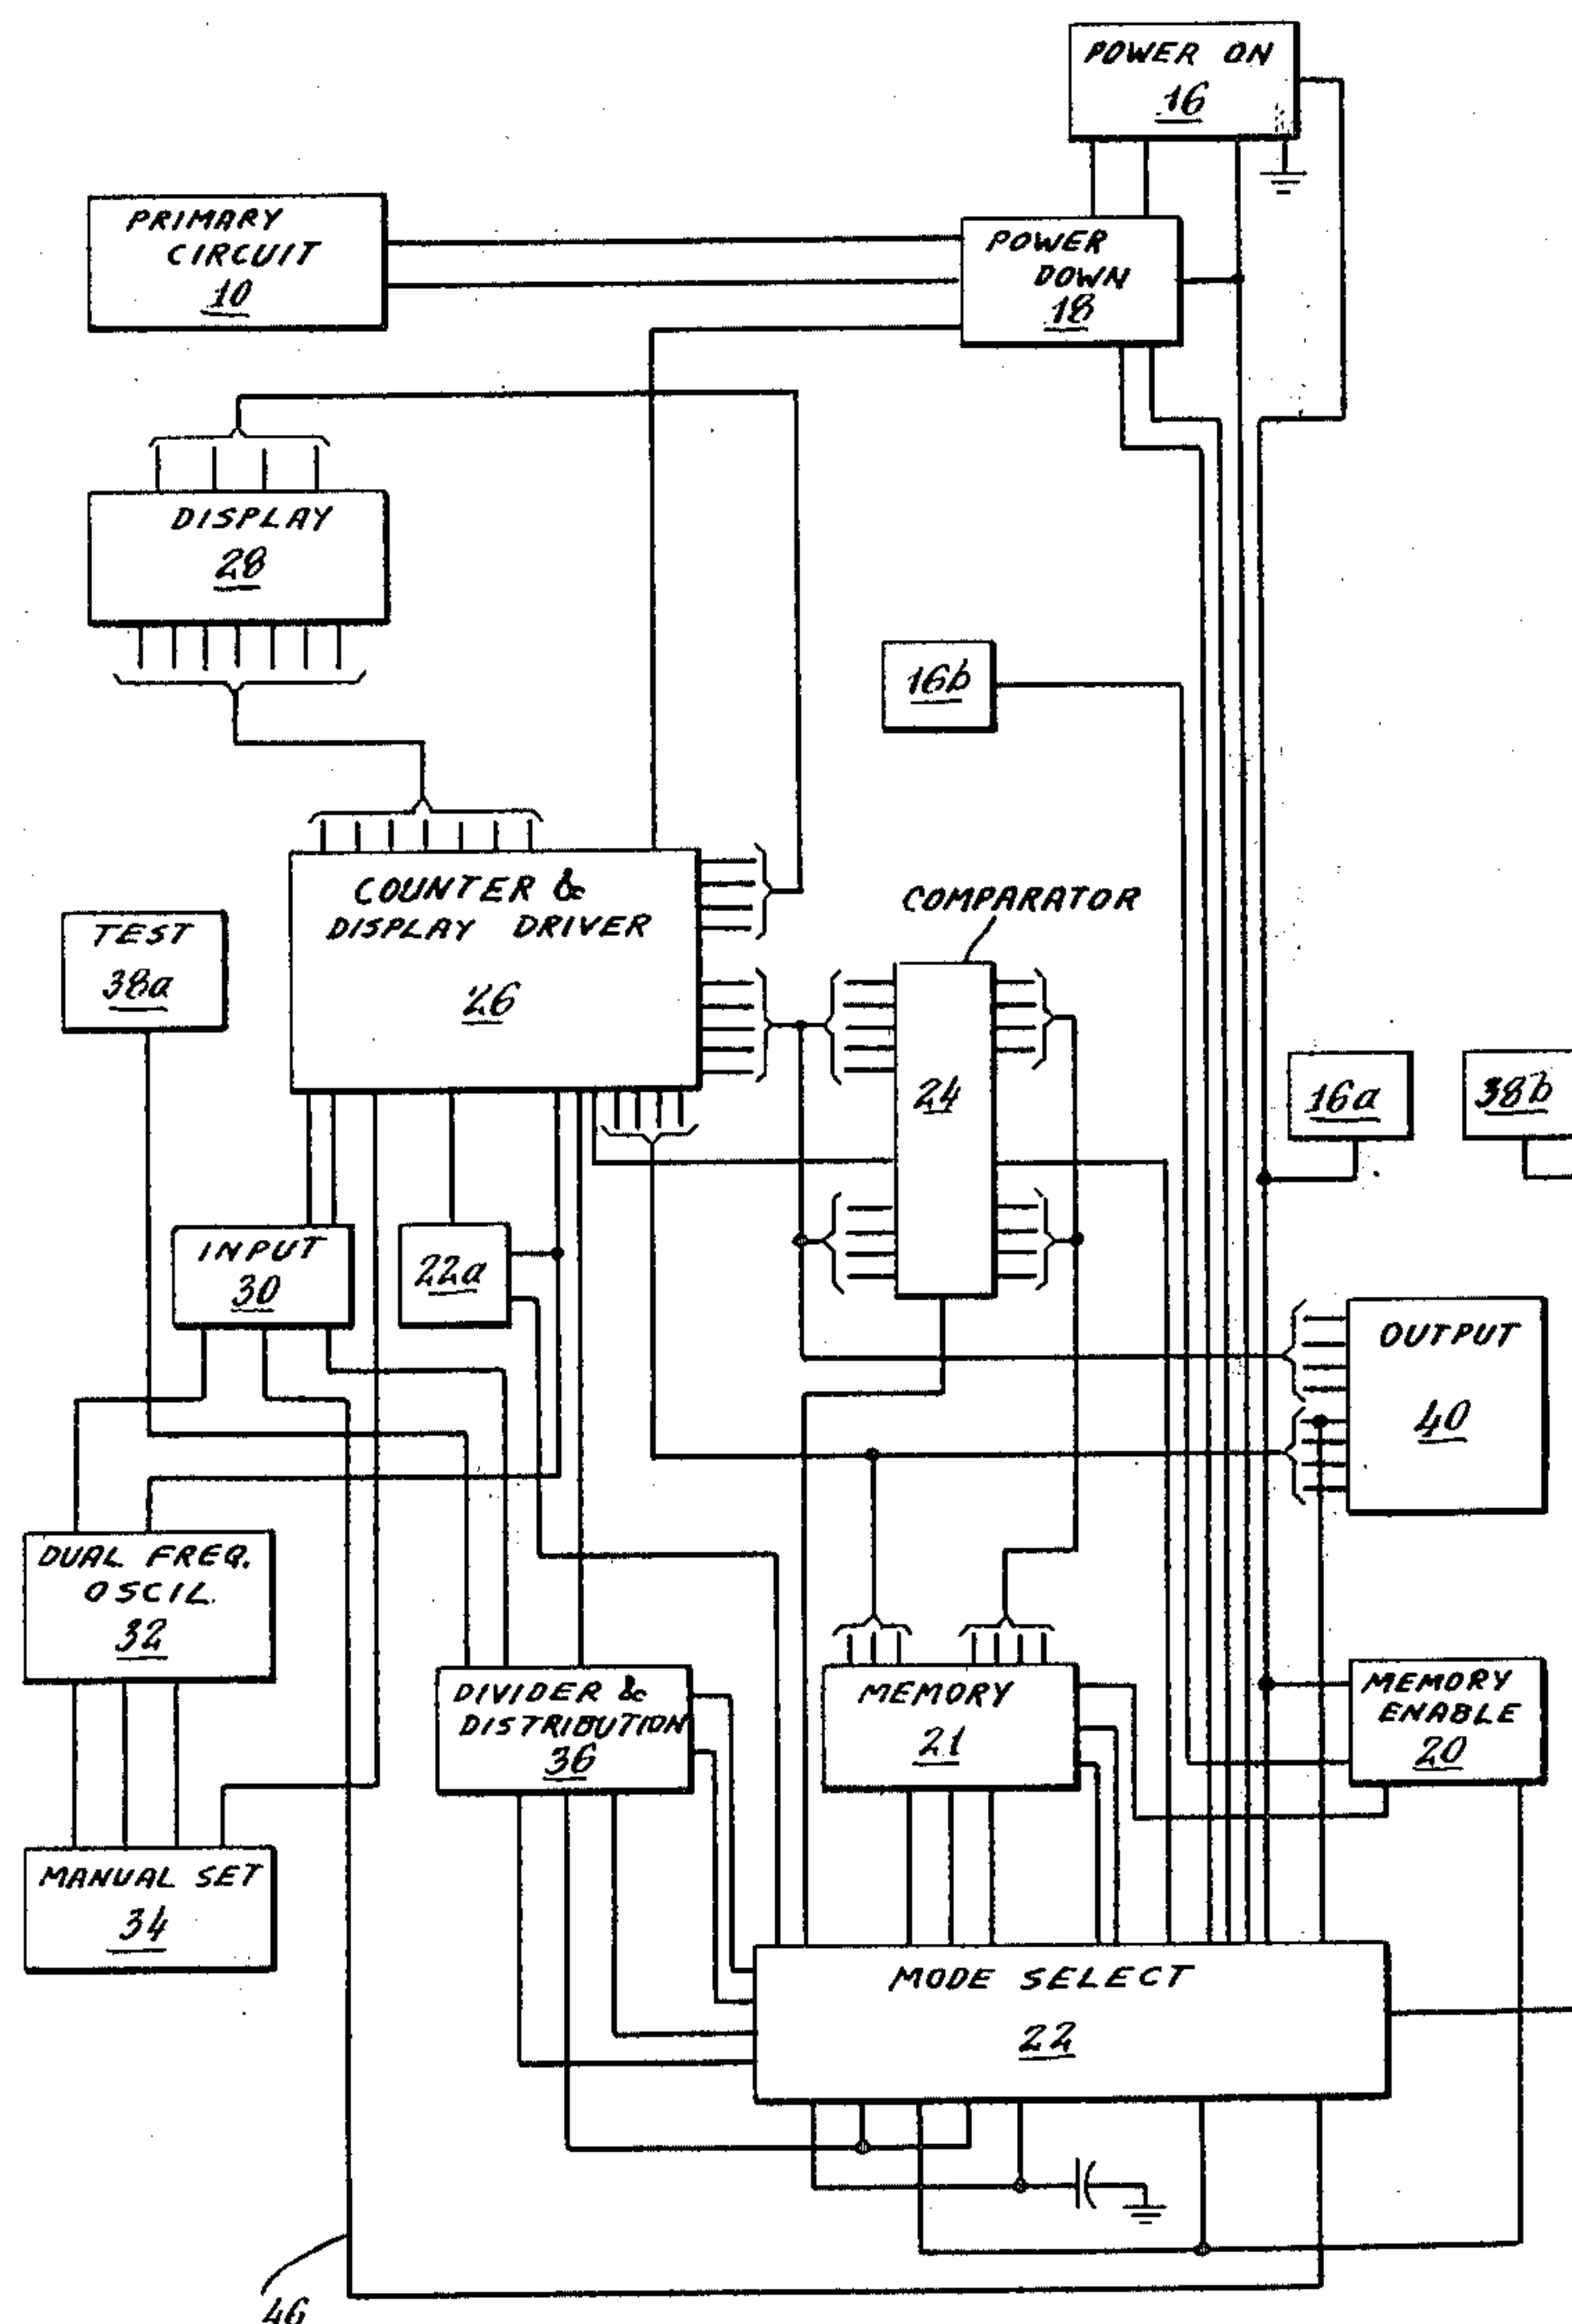 POWER ON
16
PRIMARY
CIRCUIT
10
POWER
DOWN
18
DISPLAY
28
16b
COUNTER &
DISPLAY DRIVER
26
COMPARATOR
24
TEST
38a
16a
38b
INPUT
30
22a
OUTPUT
40
DUAL FREQ.
OSCIL.
32
DIVIDER &
DISTRIBUTION
36
MEMORY
21
MEMORY
ENABLE
20
MANUAL SET
34
MODE SELECT
22
46